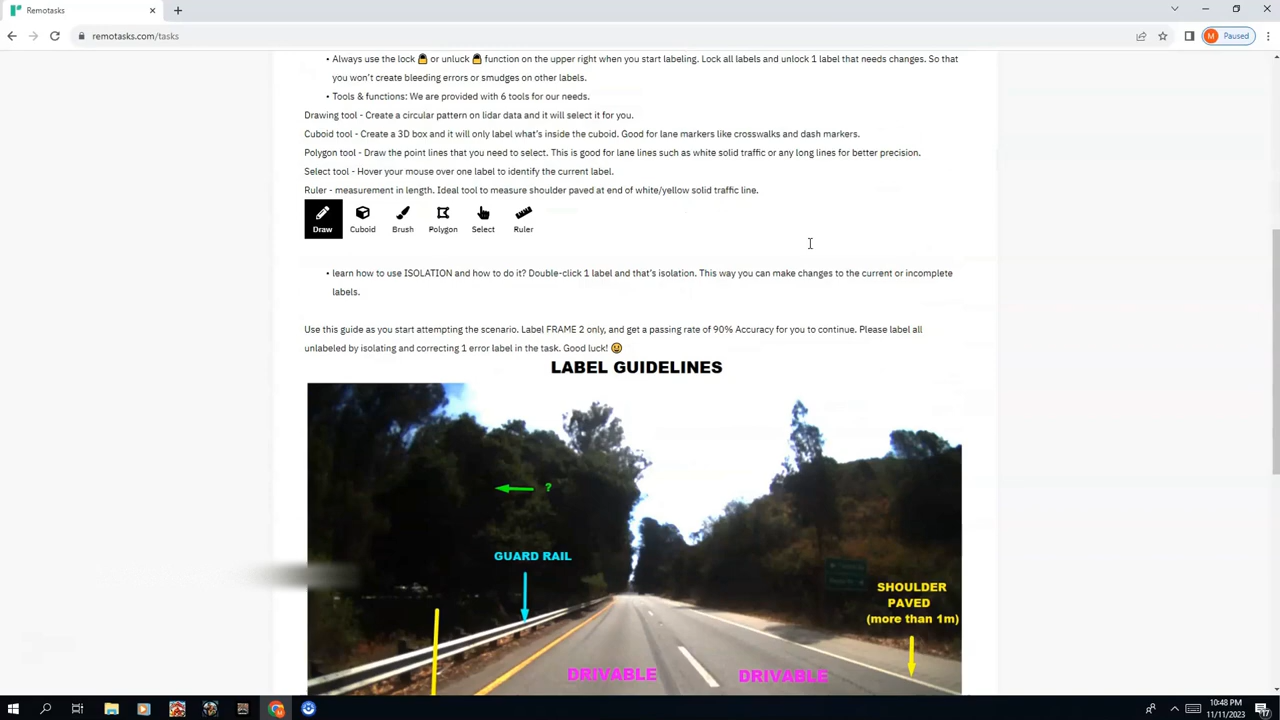 Remotasks
remotasks.com/tasks
M Paused
• Always use the lock or unluck function on the upper right when you start labeling. Lock all labels and unlock 1 label that needs changes. So that
you won't create bleeding errors or smudges on other labels.
• Tools & functions: We are provided with 6 tools for our needs.
Drawing tool - Create a circular pattern on lidar data and it will select it for you.
Cuboid tool - Create a 3D box and it will only label what's inside the cuboid. Good for lane markers like crosswalks and dash markers.
Polygon tool - Draw the point lines that you need to select. This is good for lane lines such as white solid traffic or any long lines for better precision.
Select tool - Hover your mouse over one label to identify the current label.
Ruler - measurement in length. Ideal tool to measure shoulder paved at end of white/yellow solid traffic line.
Draw Cuboid Brush Polygon Select Ruler
• learn how to use ISOLATION and how to do it? Double-click 1 label and that's isolation. This way you can make changes to the current or incomplete
labels.
Use this guide as you start attempting the scenario. Label FRAME 2 only, and get a passing rate of 90% Accuracy for you to continue. Please label all
unlabeled by isolating and correcting 1 error label in the task. Good luck!
LABEL GUIDELINES
?
GUARD RAIL
SHOULDER
PAVED
(more than 1m)
DRIVABLE DRIVABLE
10:48 PM
11/11/2023
17